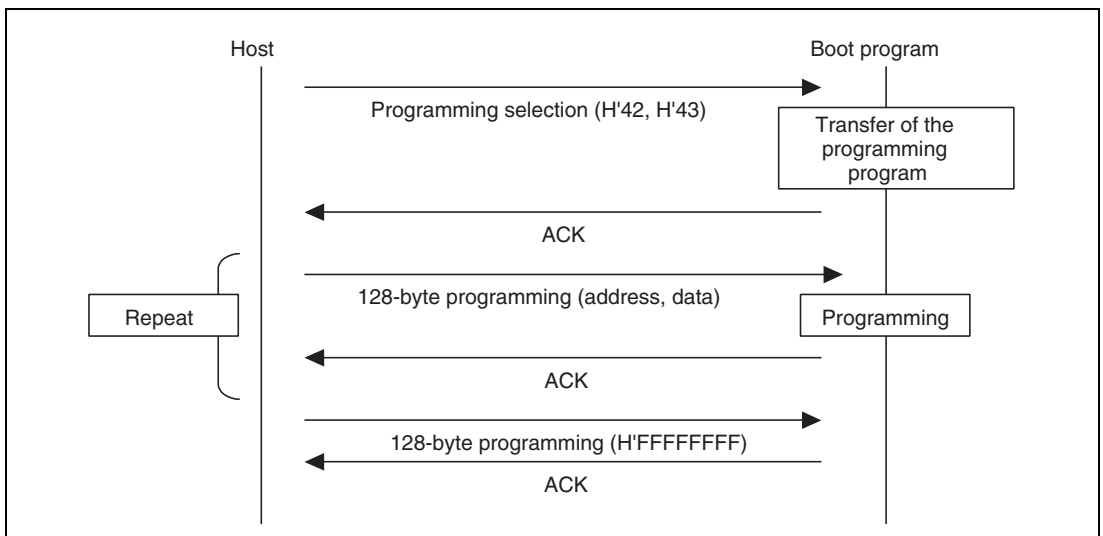 Host
Boot program
Programming selection (H'42, H'43)
Transfer of the
programming
program
ACK
128-byte programming (address, data)
Repeat
Programming
ACK
128-byte programming (H'FFFFFFFF)
ACK